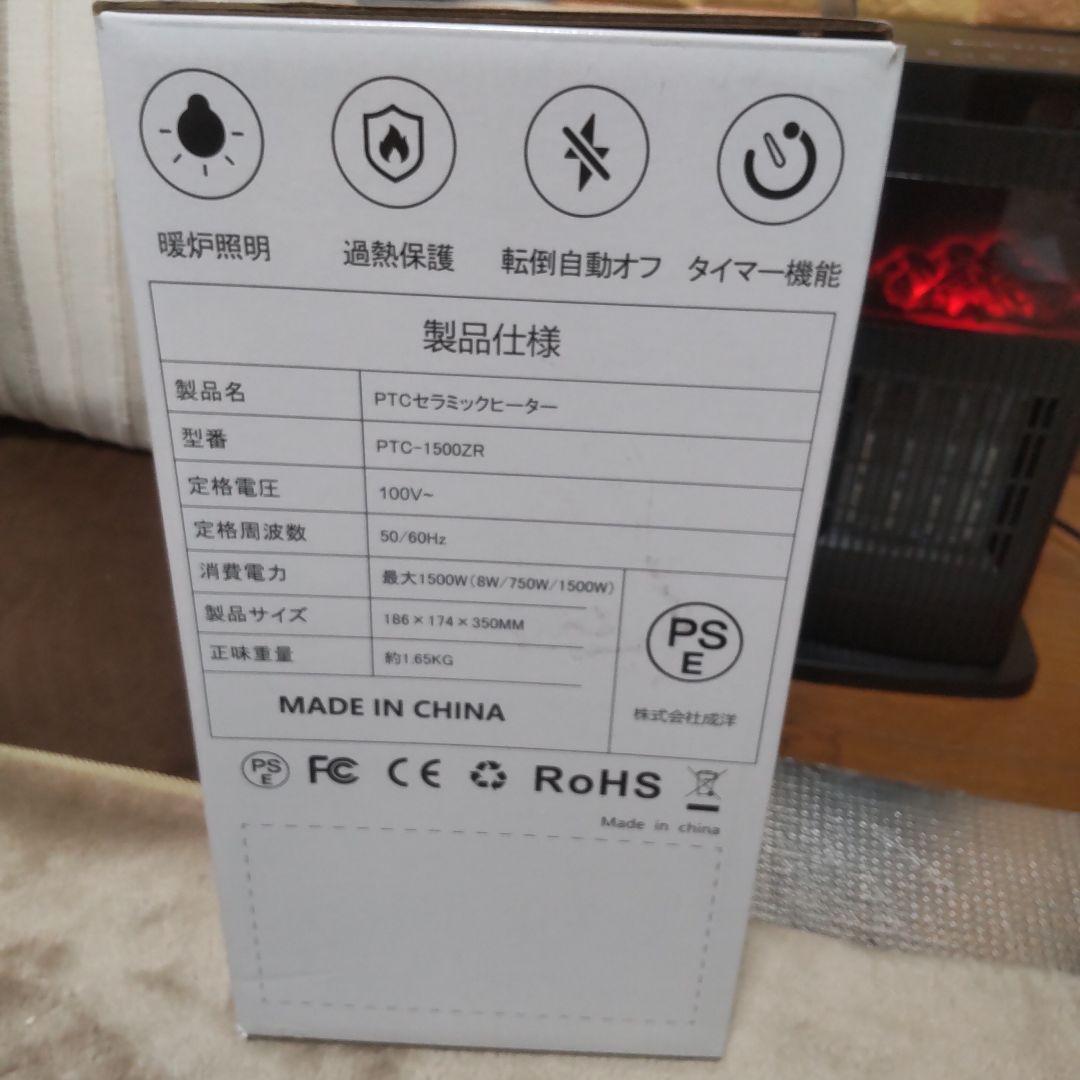 暖炉照明 過熱保護 転倒自動オフ タイマー機能
製品仕様
製品名 PTCセラミックヒーター
型番 PTC-1500ZR
定格電圧 100V~
定格周波数 50/60Hz
消費電力 最大1500W(8W/750W/1500W)
製品サイズ 186×174×350MM
正味重量 約1.65KG
PS
E
株式会社成洋
MADE IN CHINA
PS
E
FC CE RoHS
Made in china